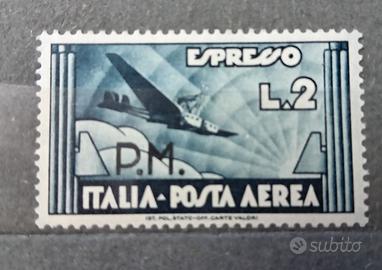 ESPRESSO
L.2
P.M.
ITALIA-POSTA AEREA
IST. POL. STATO-OFF. CARTE VALORI
subito